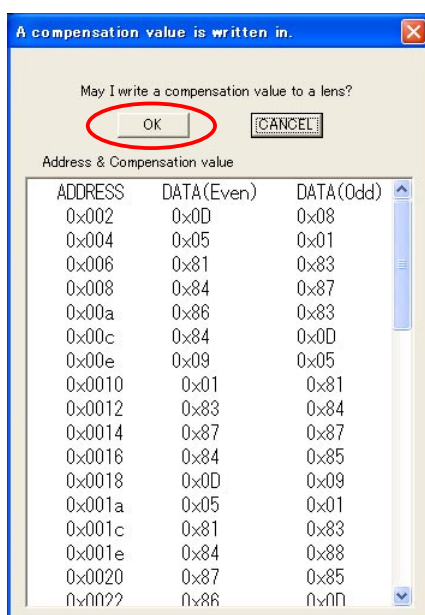 A compensation value is written in.
May I write a compensation value to a lens?
OK CANCEL
Address & Compensation value
ADDRESS DATA(Even) DATA(Odd)
0x002 0x0D 0x08
0x004 0x05 0x01
0x006 0x81 0x83
0x008 0x84 0x87
0x00a 0x86 0x83
0x00c 0x84 0x0D
0x00e 0x09 0x05
0x0010 0x01 0x81
0x0012 0x83 0x84
0x0014 0x87 0x87
0x0016 0x84 0x85
0x0018 0x0D 0x09
0x001a 0x05 0x01
0x001c 0x81 0x83
0x001e 0x84 0x88
0x0020 0x87 0x85
0x0022 0x86 0x0D